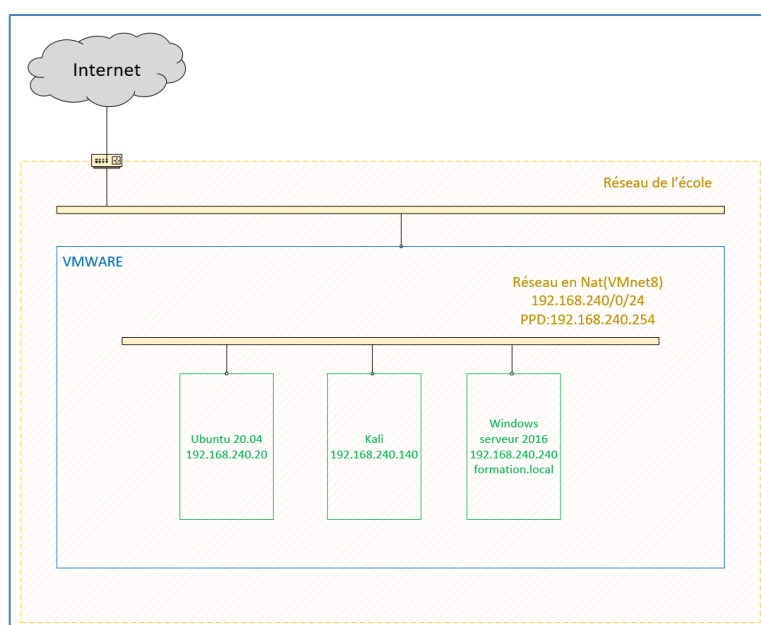 Internet
Réseau de l'école
VMWARE
Réseau en Nat(VMnet8)
192.168.240/0/24
PPD:192.168.240.254
Ubuntu 20.04
192.168.240.20
Kali
192.168.240.140
Windows
serveur 2016
192.168.240.240
formation.local